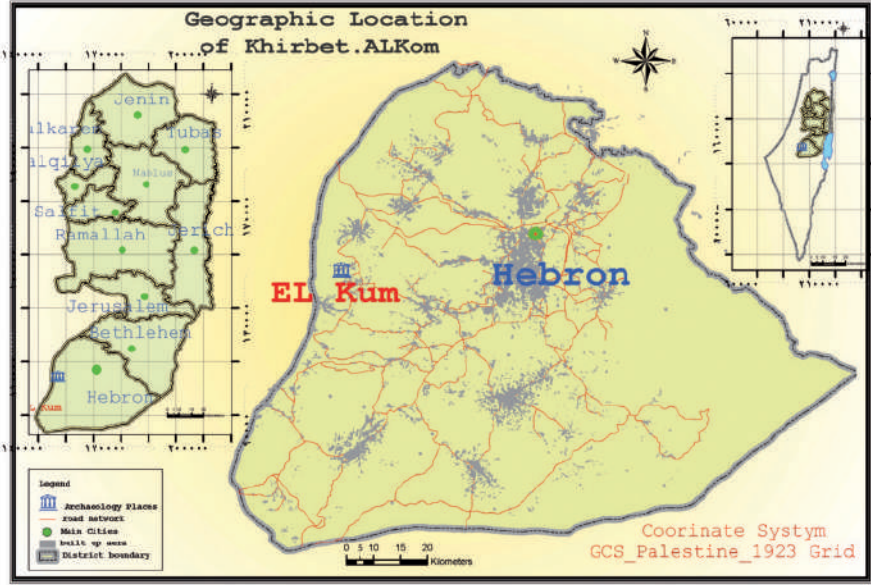 Geographic Location
of Khirbet.ALKom
Jenin
Tubas
Nablus
Salfit
Ramallah
Jerusalem
Bethlehem
Hebron
Hebron
EL Kum
Legend
Archaeology Places
road network
Main Cities
built up aera
District boundary
0 5 10 15 20
Kilometers
Coorinate Systym
GCS_Palestine_1923 Grid